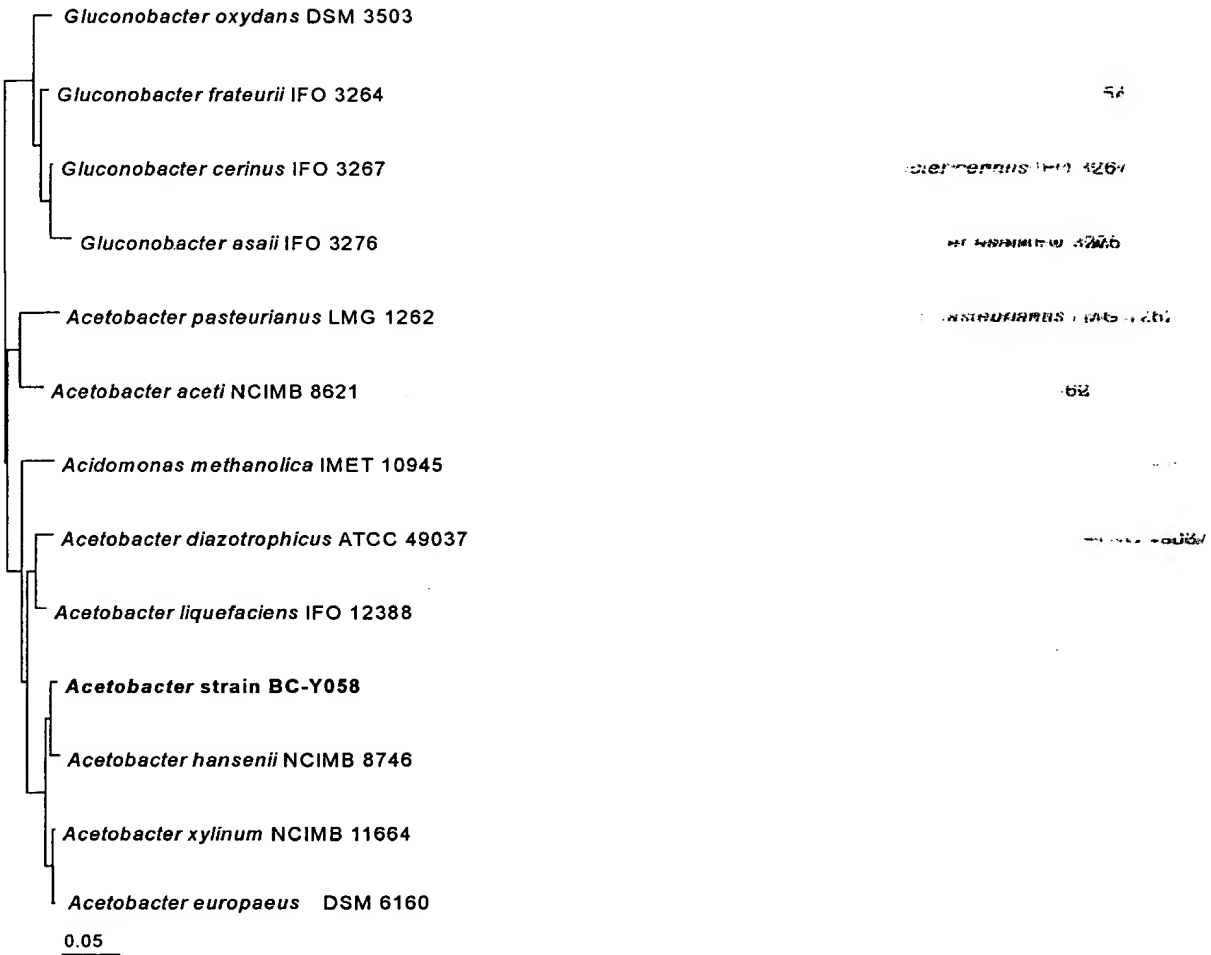 Gluconobacter oxydans DSM 3503
Gluconobacter frateurii IFO 3264
Gluconobacter cerinus IFO 3267
Gluconobacter asaii IFO 3276
Acetobacter pasteurianus LMG 1262
Acetobacter aceti NCIMB 8621
Acidomonas methanolica IMET 10945
Acetobacter diazotrophicus ATCC 49037
Acetobacter liquefaciens IFO 12388
Acetobacter strain BC-Y058
Acetobacter hansenii NCIMB 8746
Acetobacter xylinum NCIMB 11664
Acetobacter europaeus DSM 6160
0.05